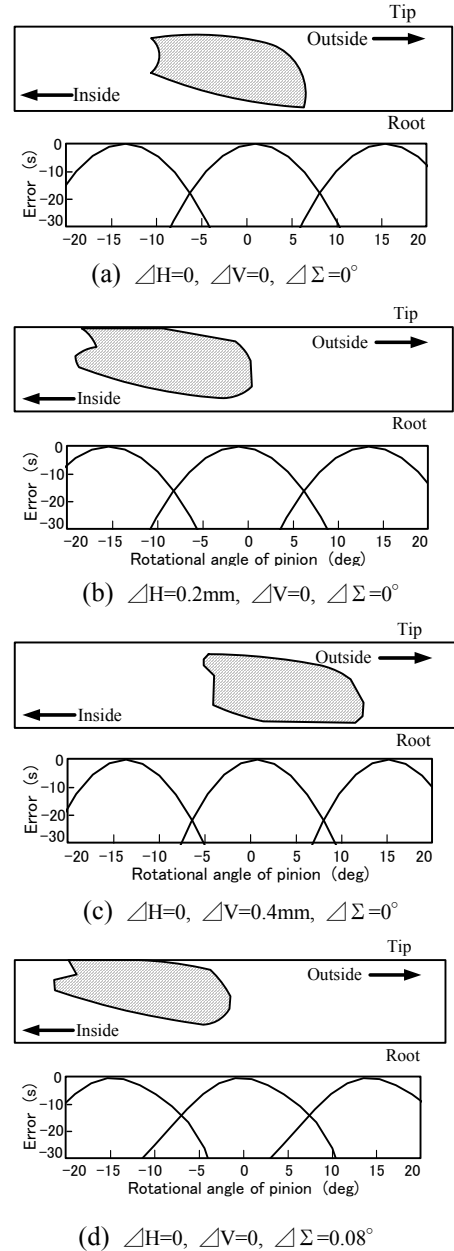 Tip
Outside
Inside
Root
Error (s)
0
-10
-20
-30
-20 -15 -10 -5 0 5 10 15 20
(a) ⊿H=0, ⊿V=0, ⊿Σ=0°
Tip
Outside
Inside
Root
Error (s)
0
-10
-20
-30
-20 -15 -10 -5 0 5 10 15 20
Rotational angle of pinion (deg)
(b) ⊿H=0.2mm, ⊿V=0, ⊿Σ=0°
Tip
Outside
Inside
Root
Error (s)
0
-10
-20
-30
-20 -15 -10 -5 0 5 10 15 20
Rotational angle of pinion (deg)
(c) ⊿H=0, ⊿V=0.4mm, ⊿Σ=0°
Tip
Outside
Inside
Root
Error (s)
0
-10
-20
-30
-20 -15 -10 -5 0 5 10 15 20
Rotational angle of pinion (deg)
(d) ⊿H=0, ⊿V=0, ⊿Σ=0.08°